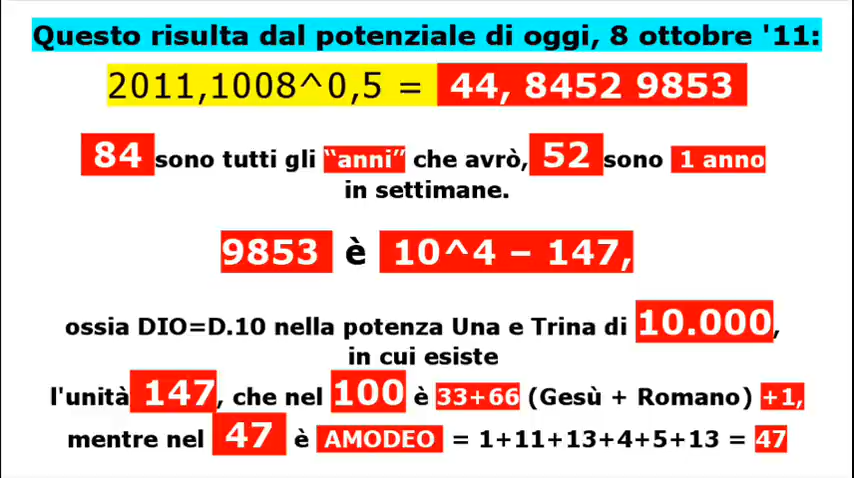 Questo risulta dal potenziale di oggi, 8 ottobre '11:
2011,1008^0,5 = 44, 8452 9853
84 sono tutti gli “anni” che avrò, 52 sono 1 anno
in settimane.
9853 è 10^4 – 147,
ossia DIO=D.10 nella potenza Una e Trina di 10.000,
in cui esiste
l'unità 147, che nel 100 è 33+66 (Gesù + Romano) +1,
mentre nel 47 è AMODEO = 1+11+13+4+5+13 = 47